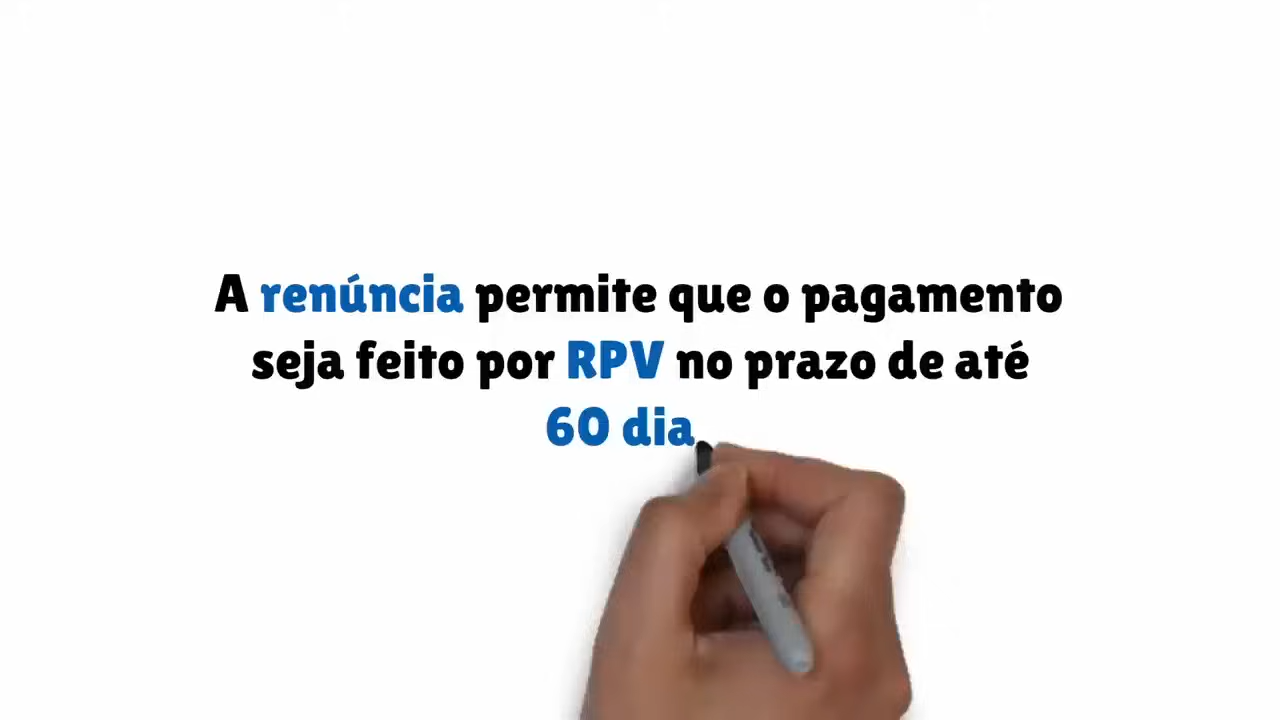 A renúncia permite que o pagamento
seja feito por RPV no prazo de até
60 dia